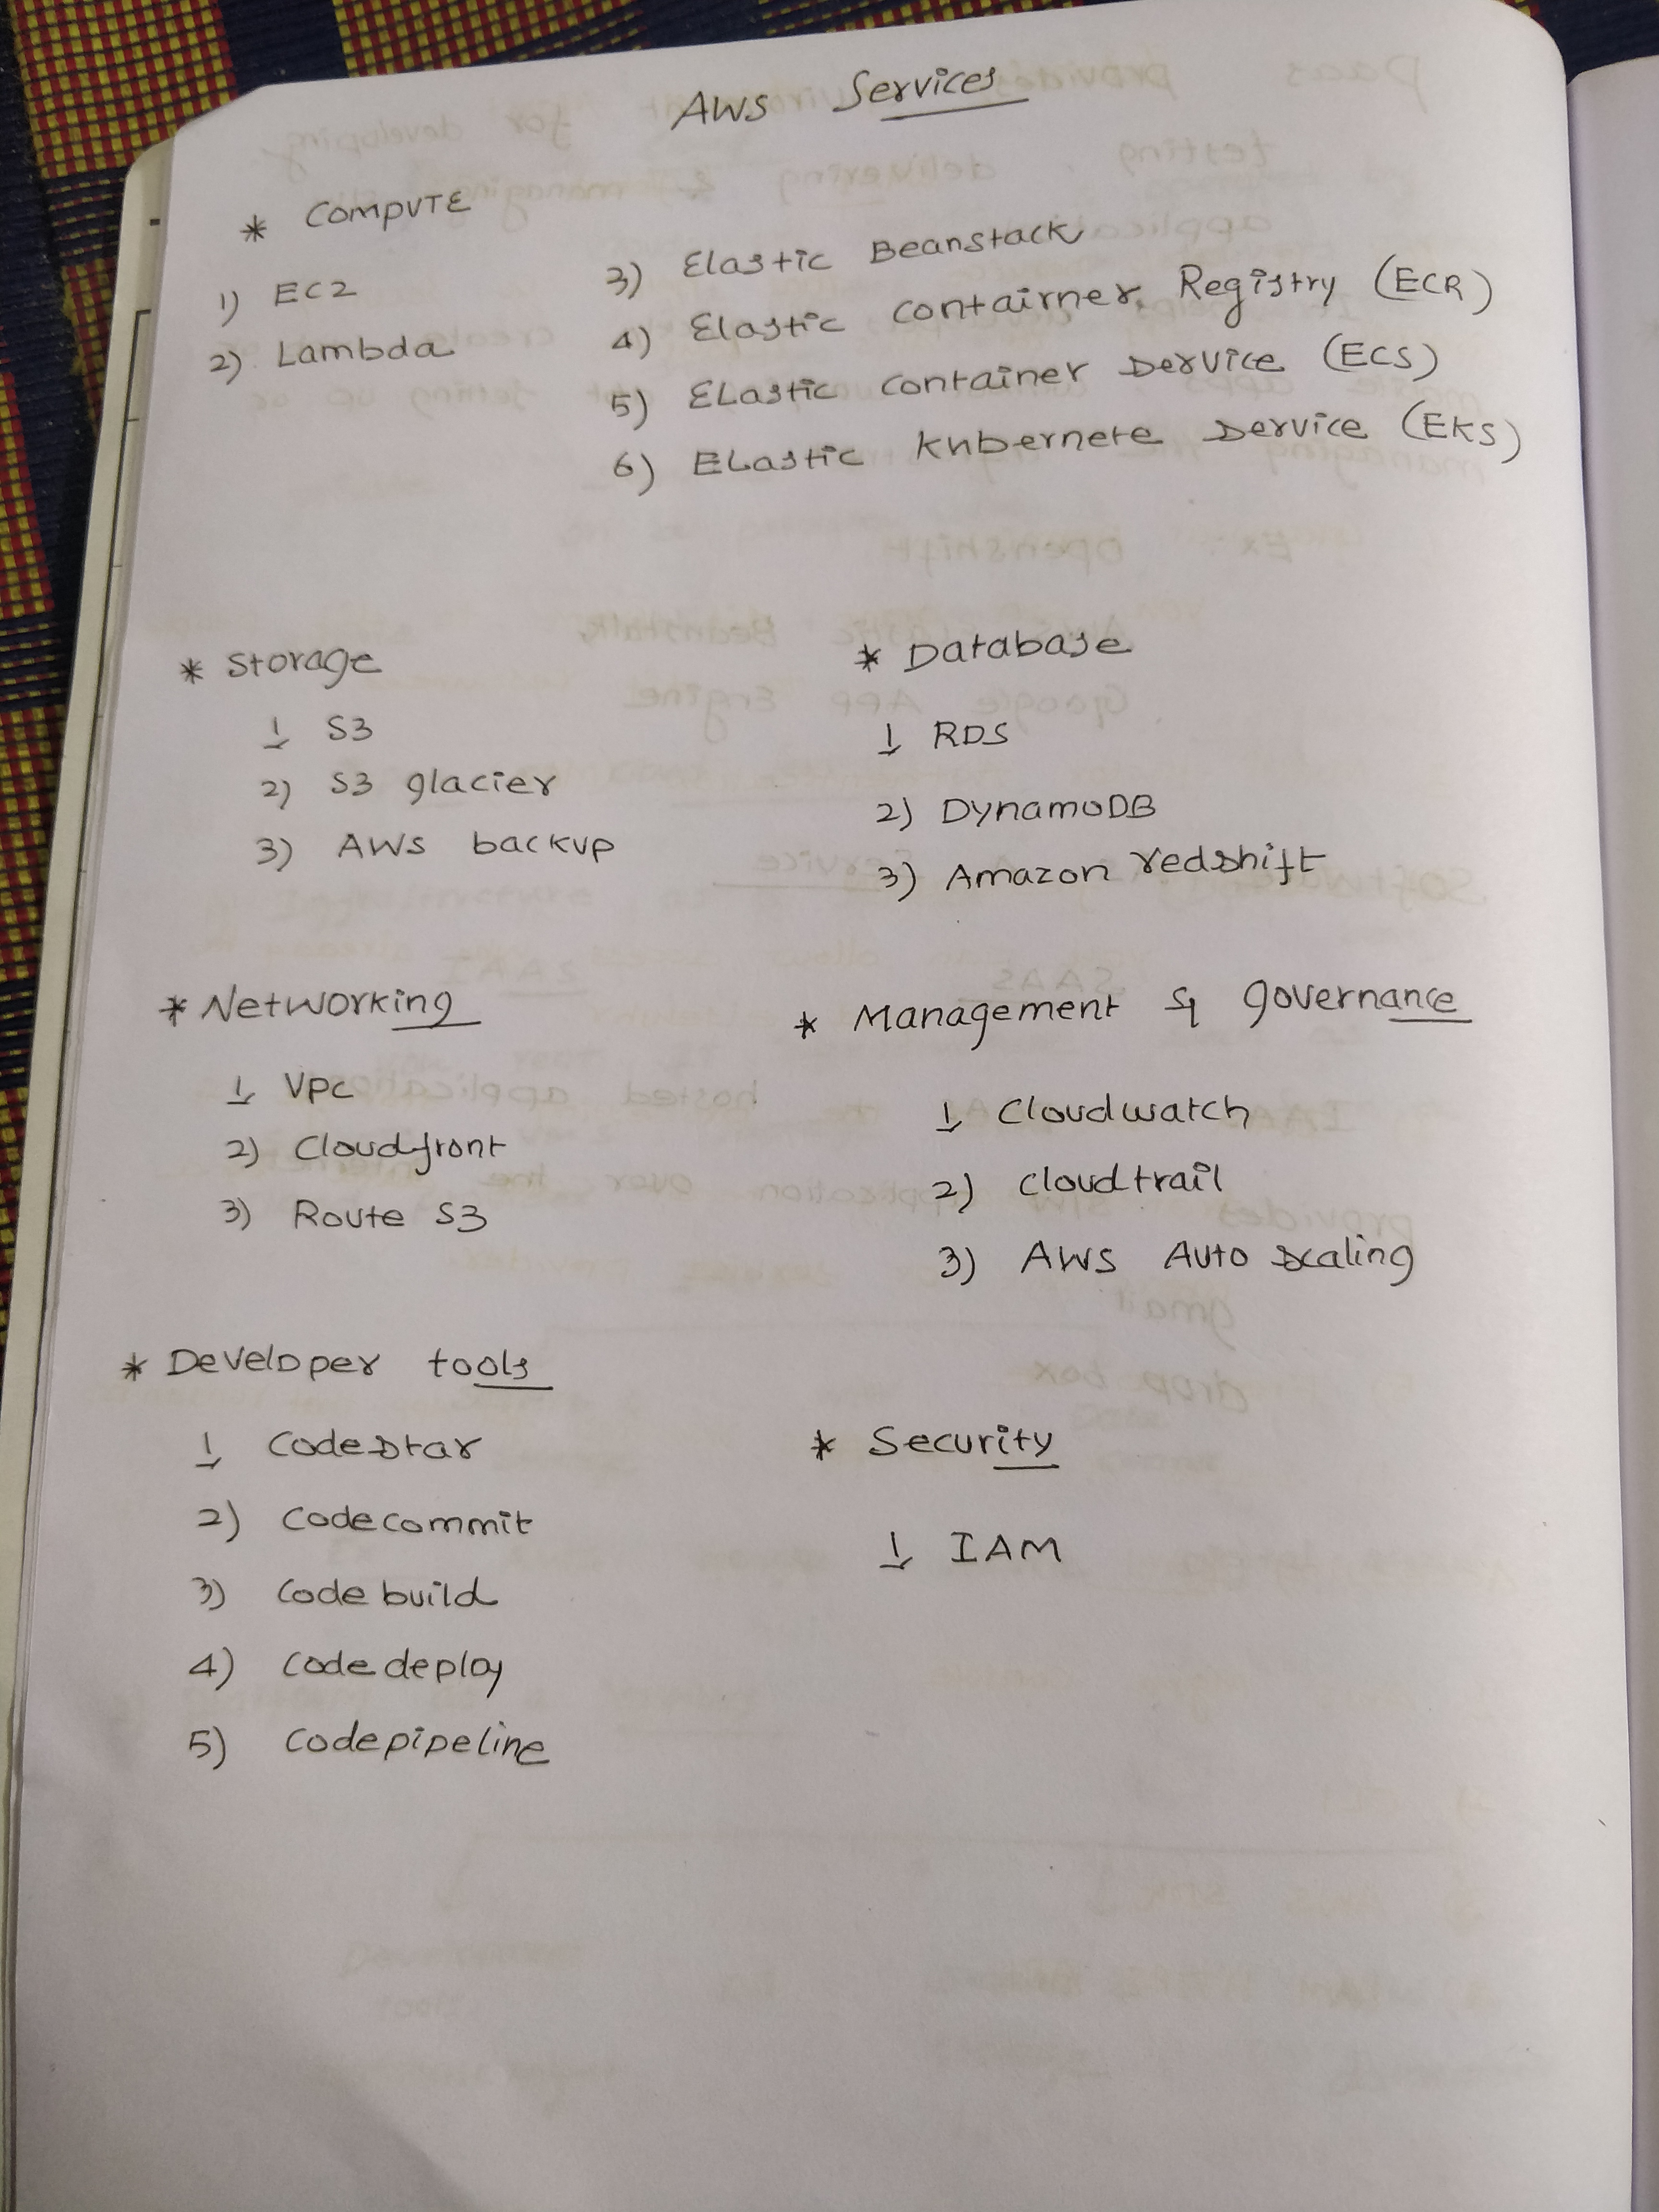 AWS Services
* COMPUTE
1) EC2
2) Lambda
3) Elastic Beanstack
4) Elastic Contairner Registry (ECR)
5) Elastic Container Service (ECS)
6) Elastic Kubernete Service (EKS)
* Storage
1) S3
2) S3 glacier
3) AWS backup
* Database
1) RDS
2) DynamoDB
3) Amazon redshift
* Networking
1) VPC
2) Cloudfront
3) Route 53
* Management & governance
1) Cloudwatch
2) Cloudtrail
3) AWS Auto scaling
* Developer tools
1) Codestar
2) Codecommit
3) Code build
4) Code deploy
5) Codepipeline
* Security
1) IAM